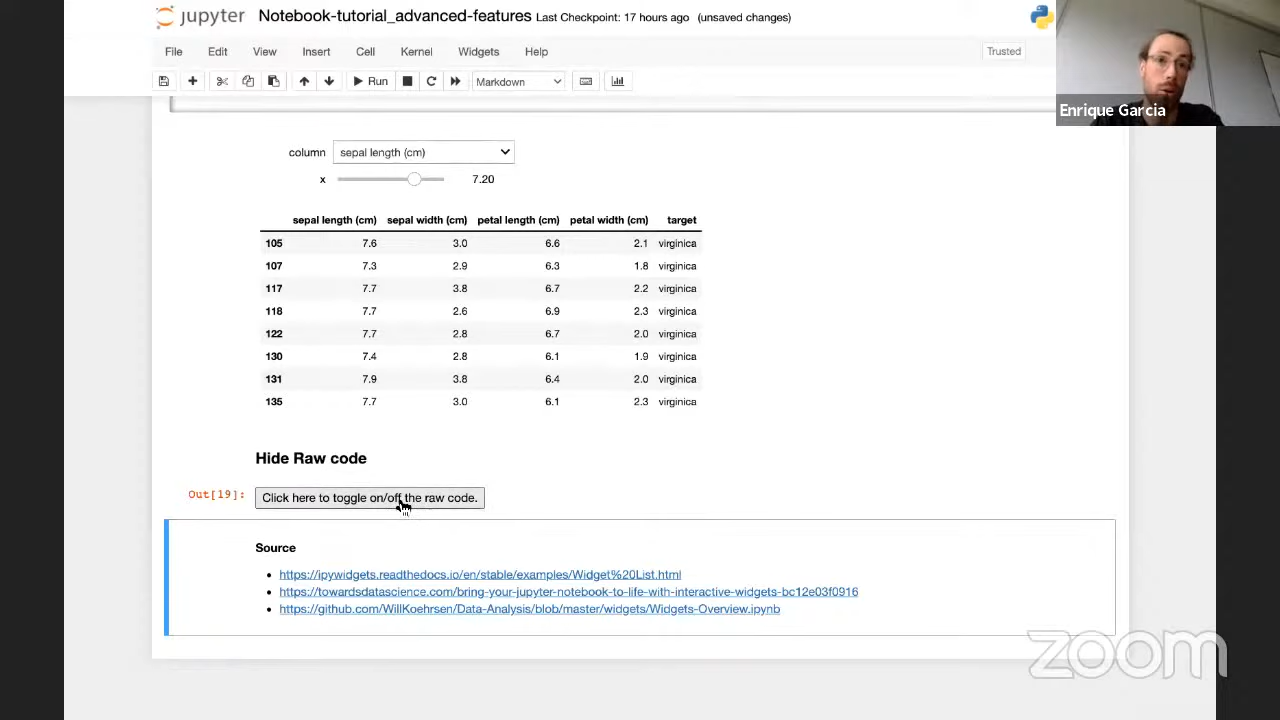 jupyter Notebook-tutorial_advanced-features Last Checkpoint: 17 hours ago (unsaved changes)
File Edit View Insert Cell Kernel Widgets Help Trusted
Run Markdown
Enrique Garcia
column sepal length (cm)
x 7.20
sepal length (cm) sepal width (cm) petal length (cm) petal width (cm) target
105 7.6 3.0 6.6 2.1 virginica
107 7.3 2.9 6.3 1.8 virginica
117 7.7 3.8 6.7 2.2 virginica
118 7.7 2.6 6.9 2.3 virginica
122 7.7 2.8 6.7 2.0 virginica
130 7.4 2.8 6.1 1.9 virginica
131 7.9 3.8 6.4 2.0 virginica
135 7.7 3.0 6.1 2.3 virginica
Hide Raw code
Out[19]: Click here to toggle on/off the raw code.
Source
https://ipywidgets.readthedocs.io/en/stable/examples/Widget%20List.html
https://towardsdatascience.com/bring-your-jupyter-notebook-to-life-with-interactive-widgets-bc12e03f0916
https://github.com/WillKoehrsen/Data-Analysis/blob/master/widgets/Widgets-Overview.ipynb
zoom